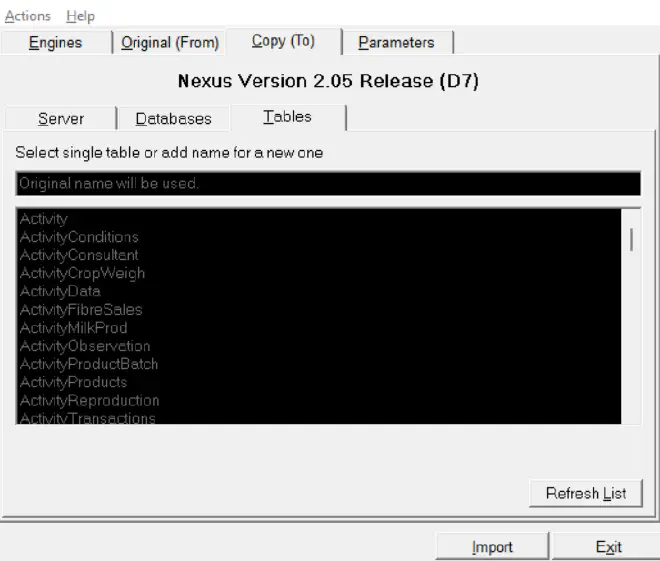 Actions Help
Engines Original (From) Copy (To) Parameters
Nexus Version 2.05 Release (D7)
Server Databases Tables
Select single table or add name for a new one
Original name will be used.
Activity
ActivityConditions
ActivityConsultant
ActivityCropWeigh
ActivityData
ActivityFibreSales
ActivityMilkProd
ActivityObservation
ActivityProductBatch
ActivityProducts
ActivityReproduction
ActivityTransactions
Refresh List
Import Exit